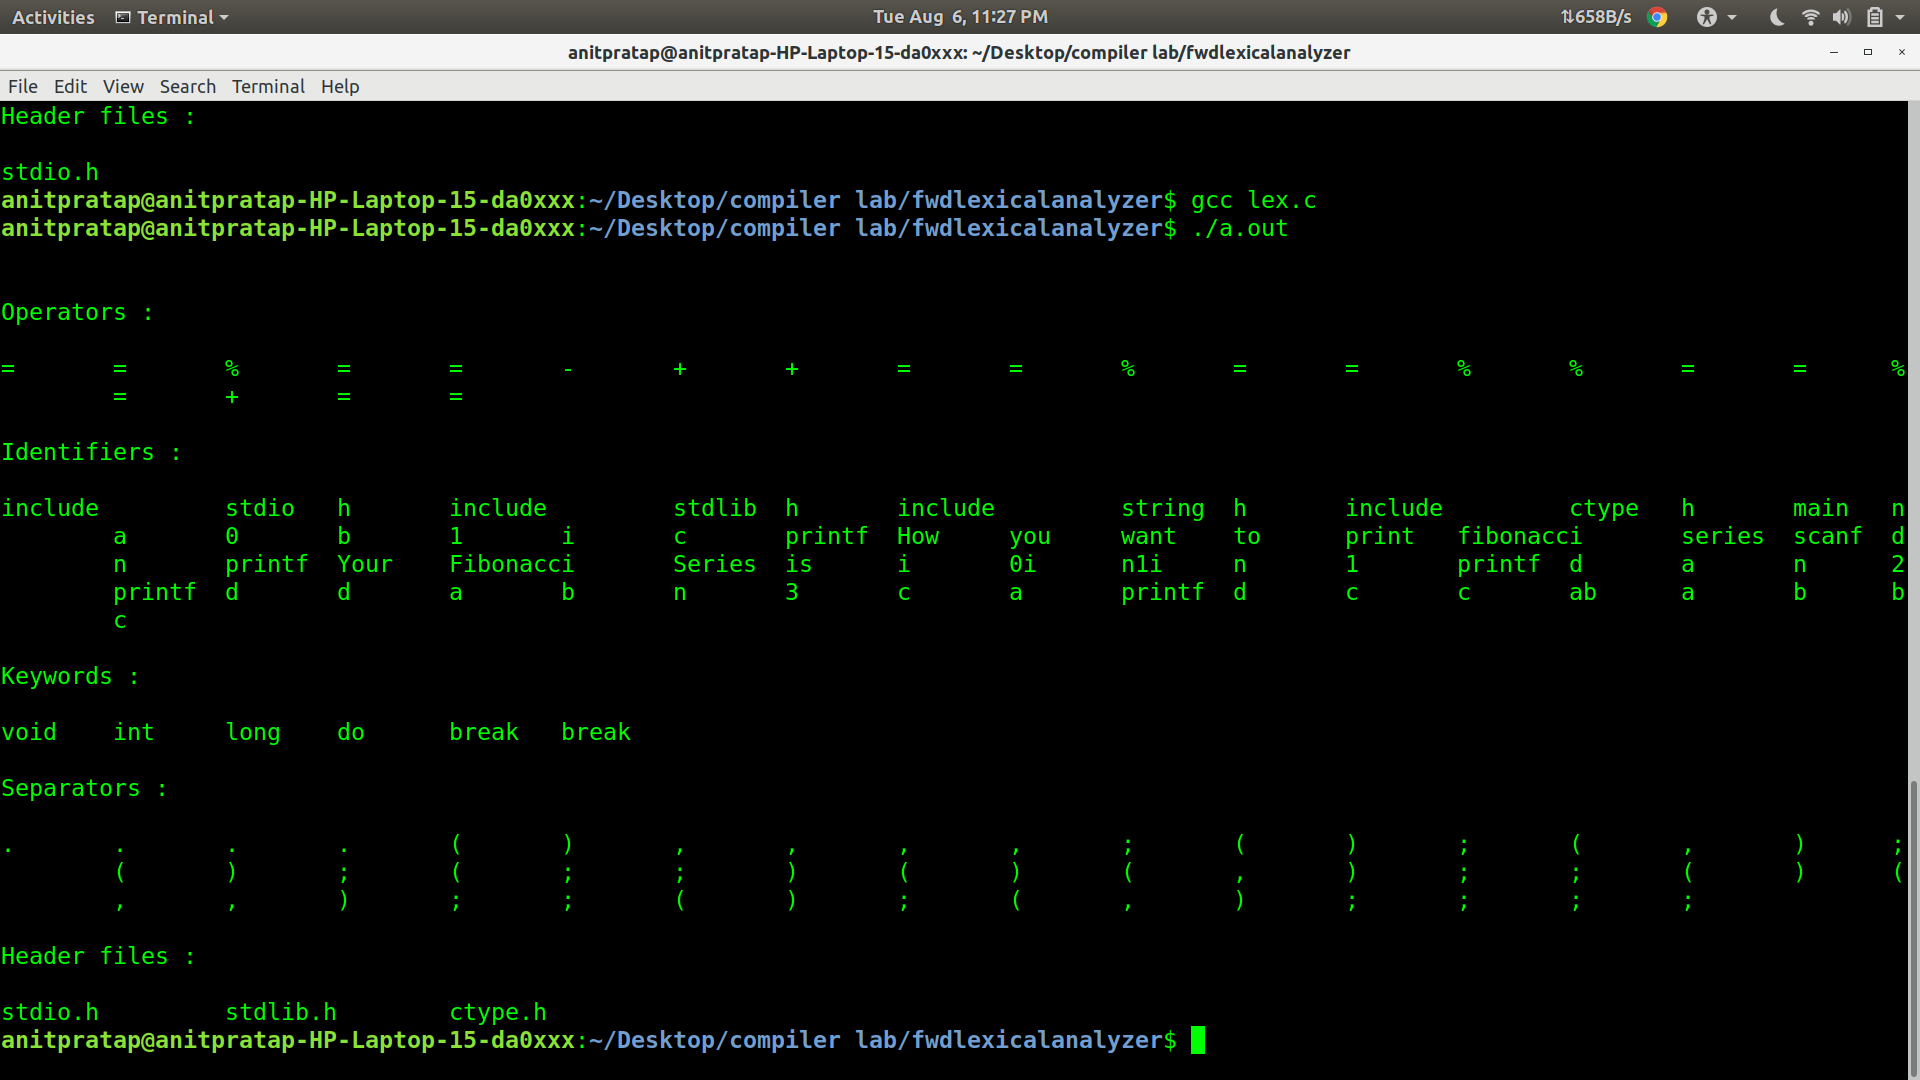 Activities Terminal Tue Aug 6, 11:27 PM ⇅658B/s
anitpratap@anitpratap-HP-Laptop-15-da0xxx: ~/Desktop/compiler lab/fwdlexicalanalyzer
File Edit View Search Terminal Help
Header files :
stdio.h
anitpratap@anitpratap-HP-Laptop-15-da0xxx:~/Desktop/compiler lab/fwdlexicalanalyzer$ gcc lex.c
anitpratap@anitpratap-HP-Laptop-15-da0xxx:~/Desktop/compiler lab/fwdlexicalanalyzer$ ./a.out
Operators :
= = % = = - + + = = % = = % % = = %
= + = =
Identifiers :
include stdio h include stdlib h include string h include ctype h main n
a 0 b 1 i c printf How you want to print fibonacci series scanf d
n printf Your Fibonacci Series is i 0i n1i n 1 printf d a n 2
printf d d a b n 3 c a printf d c c ab a b b
c
Keywords :
void int long do break break
Separators :
. . . . ( ) , , , , ; ( ) ; ( , ) ;
( ) ; ( ; ; ) ( ) ( , ) ; ; ( ) (
, , ) ; ; ( ) ; ( , ) ; ; ; ;
Header files :
stdio.h stdlib.h ctype.h
anitpratap@anitpratap-HP-Laptop-15-da0xxx:~/Desktop/compiler lab/fwdlexicalanalyzer$